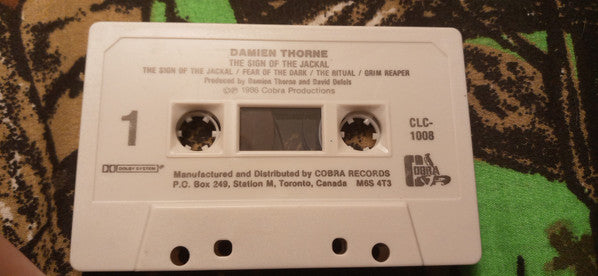 DAMIEN THORNE
THE SIGN OF THE JACKAL
THE SIGN OF THE JACKAL / FEAR OF THE DARK / THE RITUAL / GRIM REAPER
Produced by Damien Thorne and David Defeis
©℗ 1986 Cobra Productions
1
CLC-
1008
DOLBY SYSTEM
COBRA
Manufactured and Distributed by COBRA RECORDS
P.O. Box 249, Station M, Toronto, Canada M6S 4T3